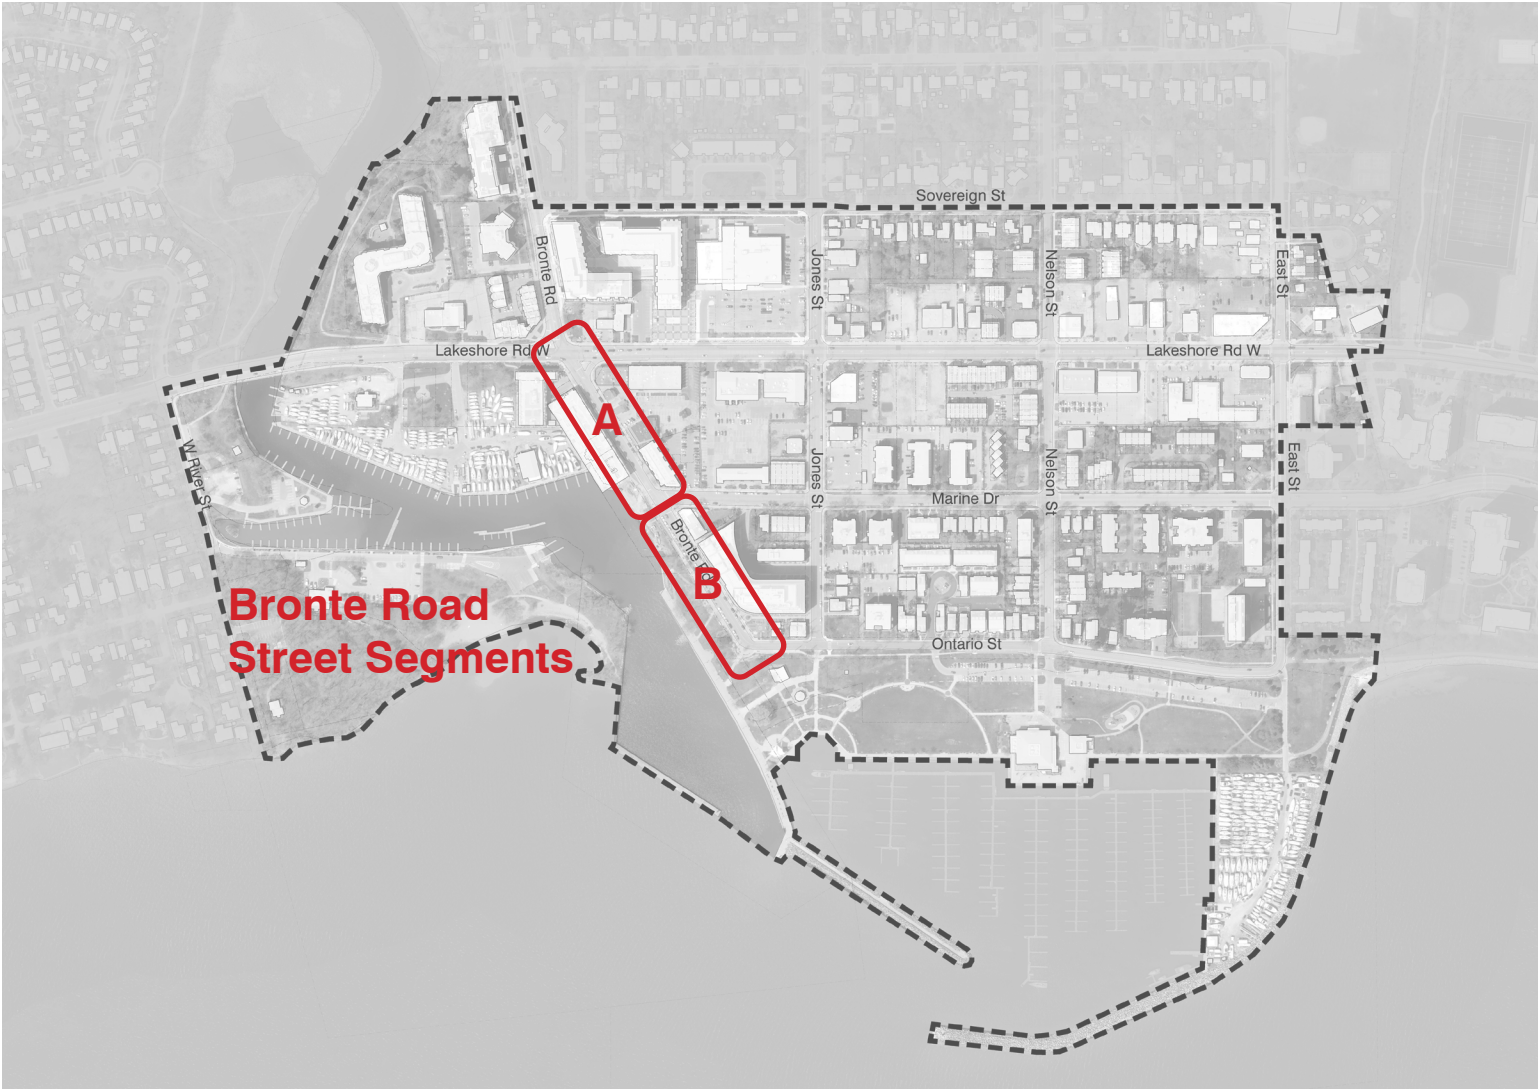 Sovereign St
Bronte Rd
Jones St
Nelson St
East St
Lakeshore Rd W
Lakeshore Rd W
A
W River St
Jones St
Nelson St
East St
Marine Dr
Bronte Rd
B
Bronte Road
Street Segments
Ontario St